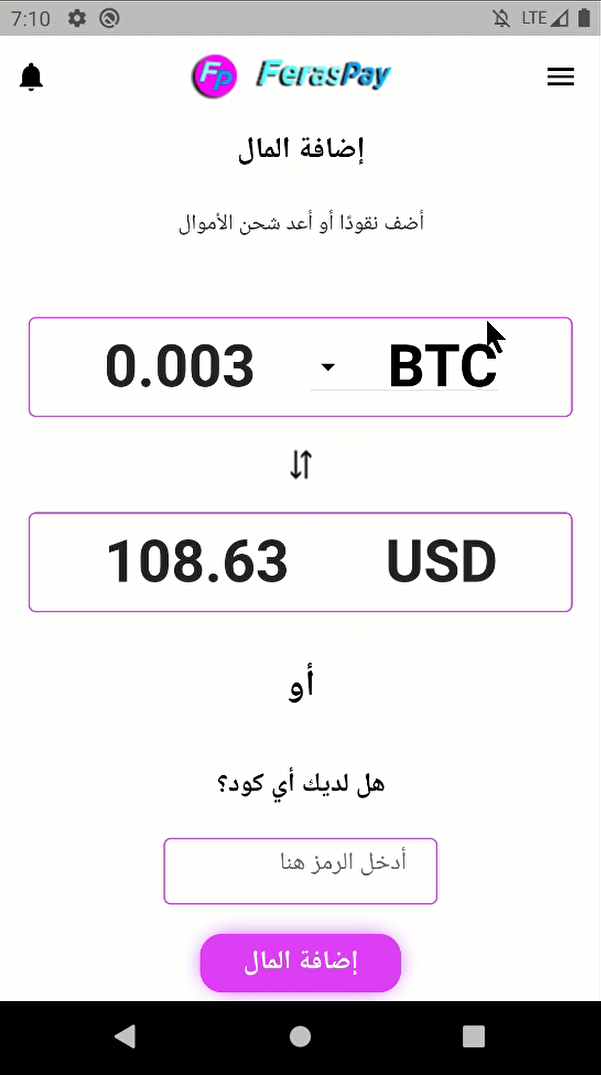 7:10 LTE
Fp FerasPay
إضافة المال
أضف نقودًا أو أعد شحن الأموال
0.003 BTC
108.63 USD
أو
هل لديك أي كود؟
أدخل الرمز هنا
إضافة المال